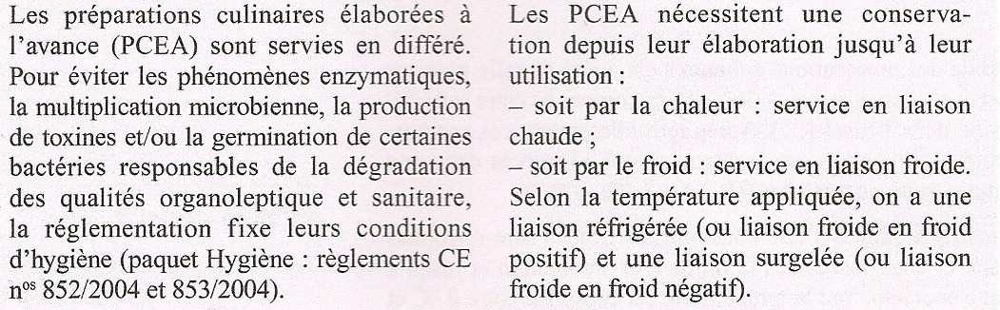 Les préparations culinaires élaborées à
l’avance (PCEA) sont servies en différé.
Pour éviter les phénomènes enzymatiques,
la multiplication microbienne, la production
de toxines et/ou la germination de certaines
bactéries responsables de la dégradation
des qualités organoleptique et sanitaire,
la réglementation fixe leurs conditions
d’hygiène (paquet Hygiène : règlements CE
nᵒˢ 852/2004 et 853/2004).
Les PCEA nécessitent une conserva-
tion depuis leur élaboration jusqu’à leur
utilisation :
– soit par la chaleur : service en liaison
chaude ;
– soit par le froid : service en liaison froide.
Selon la température appliquée, on a une
liaison réfrigérée (ou liaison froide en froid
positif) et une liaison surgelée (ou liaison
froide en froid négatif).